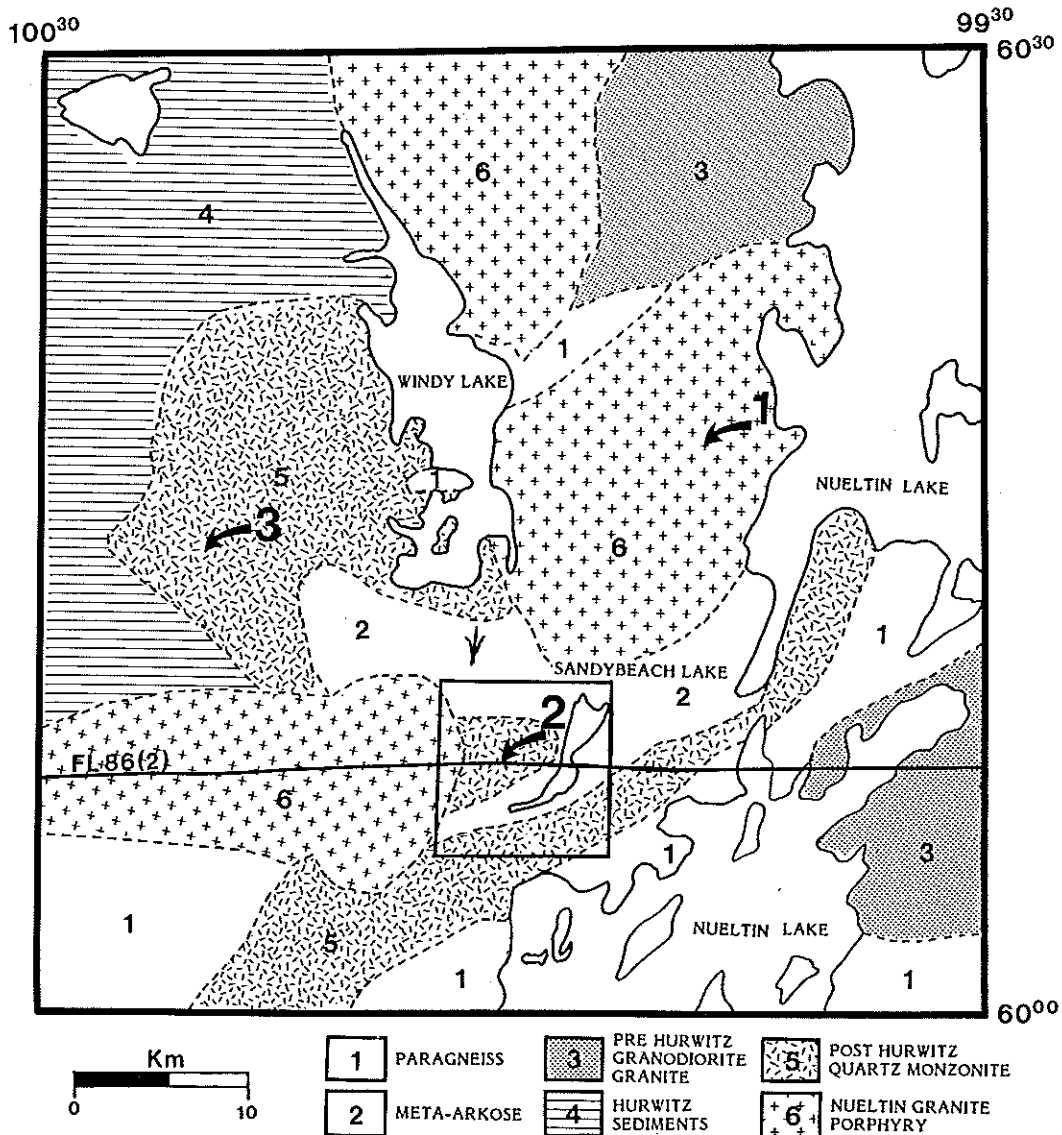 100³⁰
99³⁰
60³⁰
6
3
4
1
WINDY LAKE
1
NUELTIN LAKE
5
1
3
6
2
1
SANDYBEACH LAKE
2
2
FL86(2)
6
1
3
1
5
NUELTIN LAKE
1
1
60⁰⁰
Km
0 10
1 PARAGNEISS
2 META-ARKOSE
3 PRE HURWITZ
GRANODIORITE
GRANITE
4 HURWITZ
SEDIMENTS
5 POST HURWITZ
QUARTZ MONZONITE
6 NUELTIN GRANITE
PORPHYRY